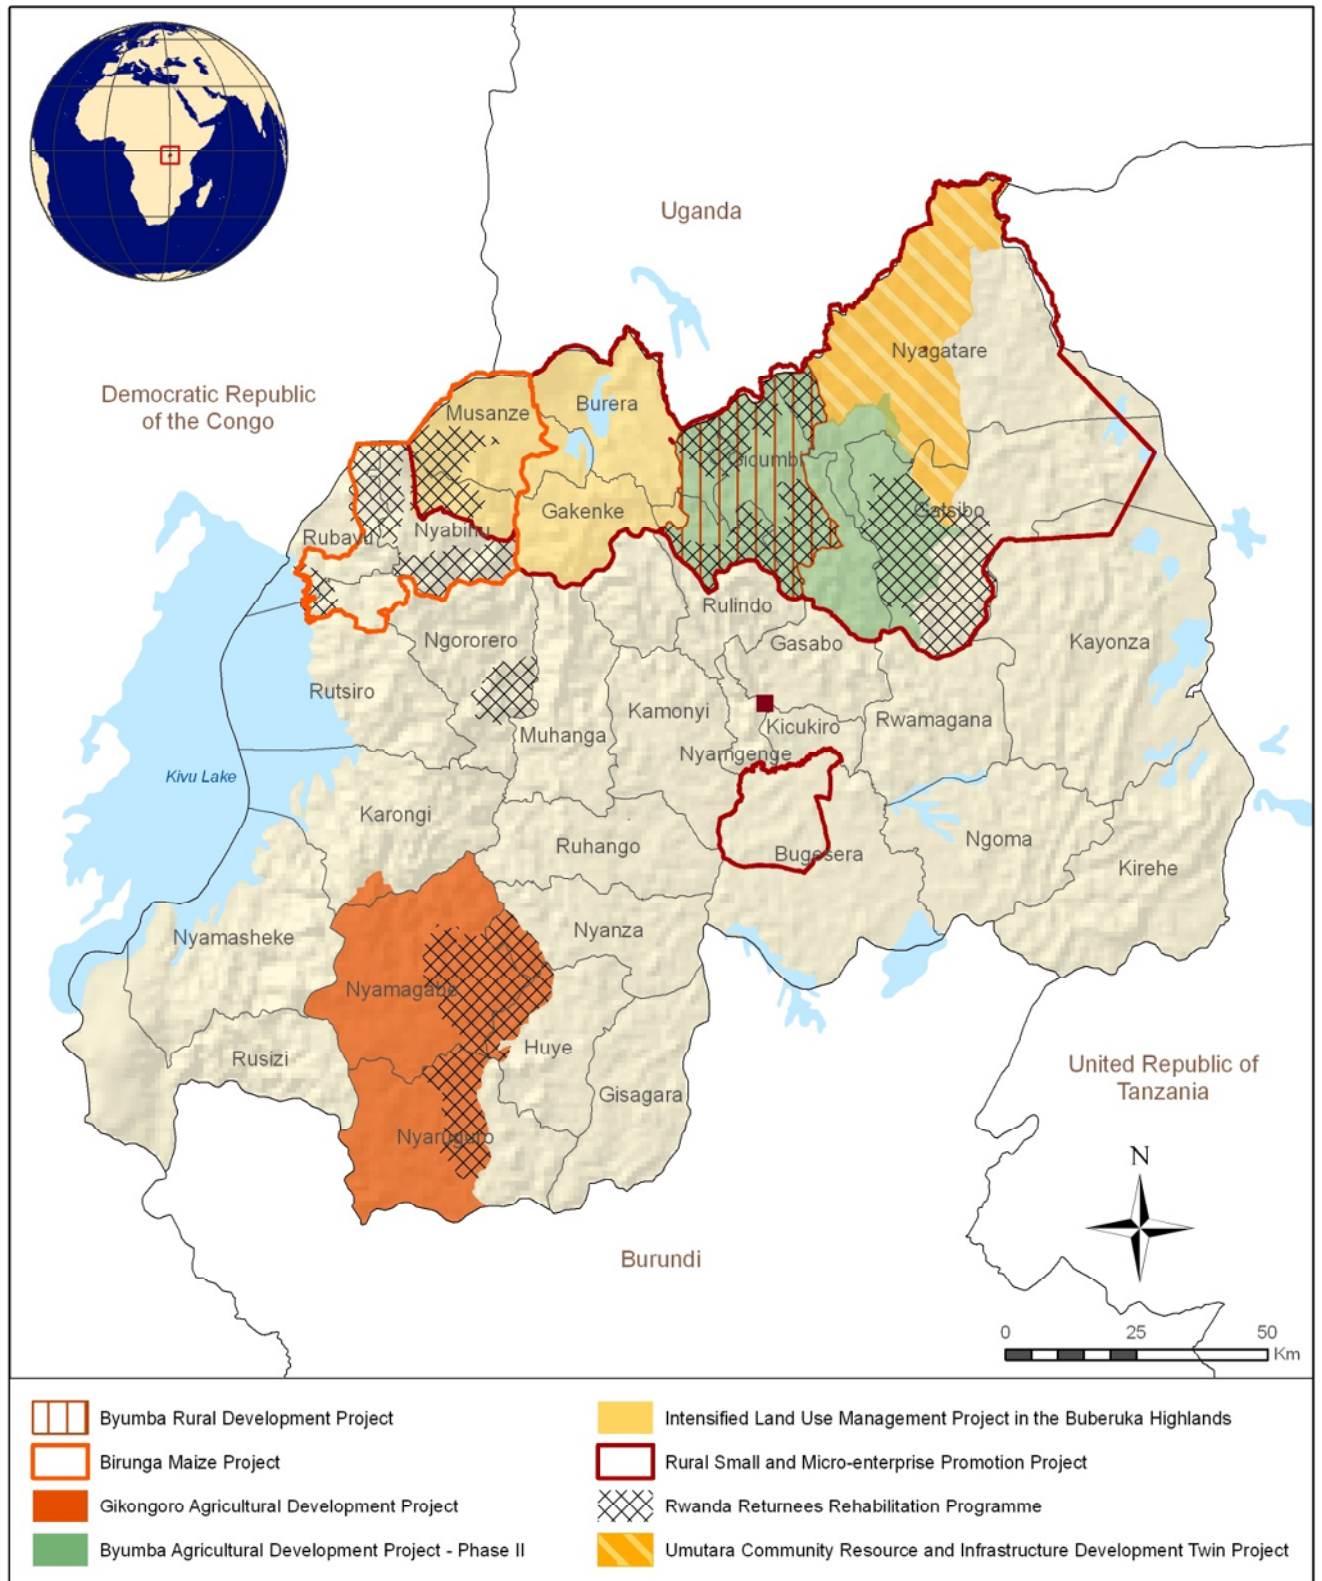 Uganda
Democratic Republic
of the Congo
Nyagatare
Musanze
Burera
Gicumbi
Gakenke
Gatsibo
Rubavu
Nyabihu
Rulindo
Ngororero
Gasabo
Kayonza
Rutsiro
Kamonyi
Muhanga
Kicukiro
Rwamagana
Nyamgenge
Kivu Lake
Karongi
Ruhango
Bugesera
Ngoma
Kirehe
Nyamasheke
Nyanza
Nyamagabe
Huye
Rusizi
Gisagara
United Republic of
Tanzania
Nyaruguro
N
Burundi
0 25 50
Km
Byumba Rural Development Project
Birunga Maize Project
Gikongoro Agricultural Development Project
Byumba Agricultural Development Project - Phase II
Intensified Land Use Management Project in the Buberuka Highlands
Rural Small and Micro-enterprise Promotion Project
Rwanda Returnees Rehabilitation Programme
Umutara Community Resource and Infrastructure Development Twin Project